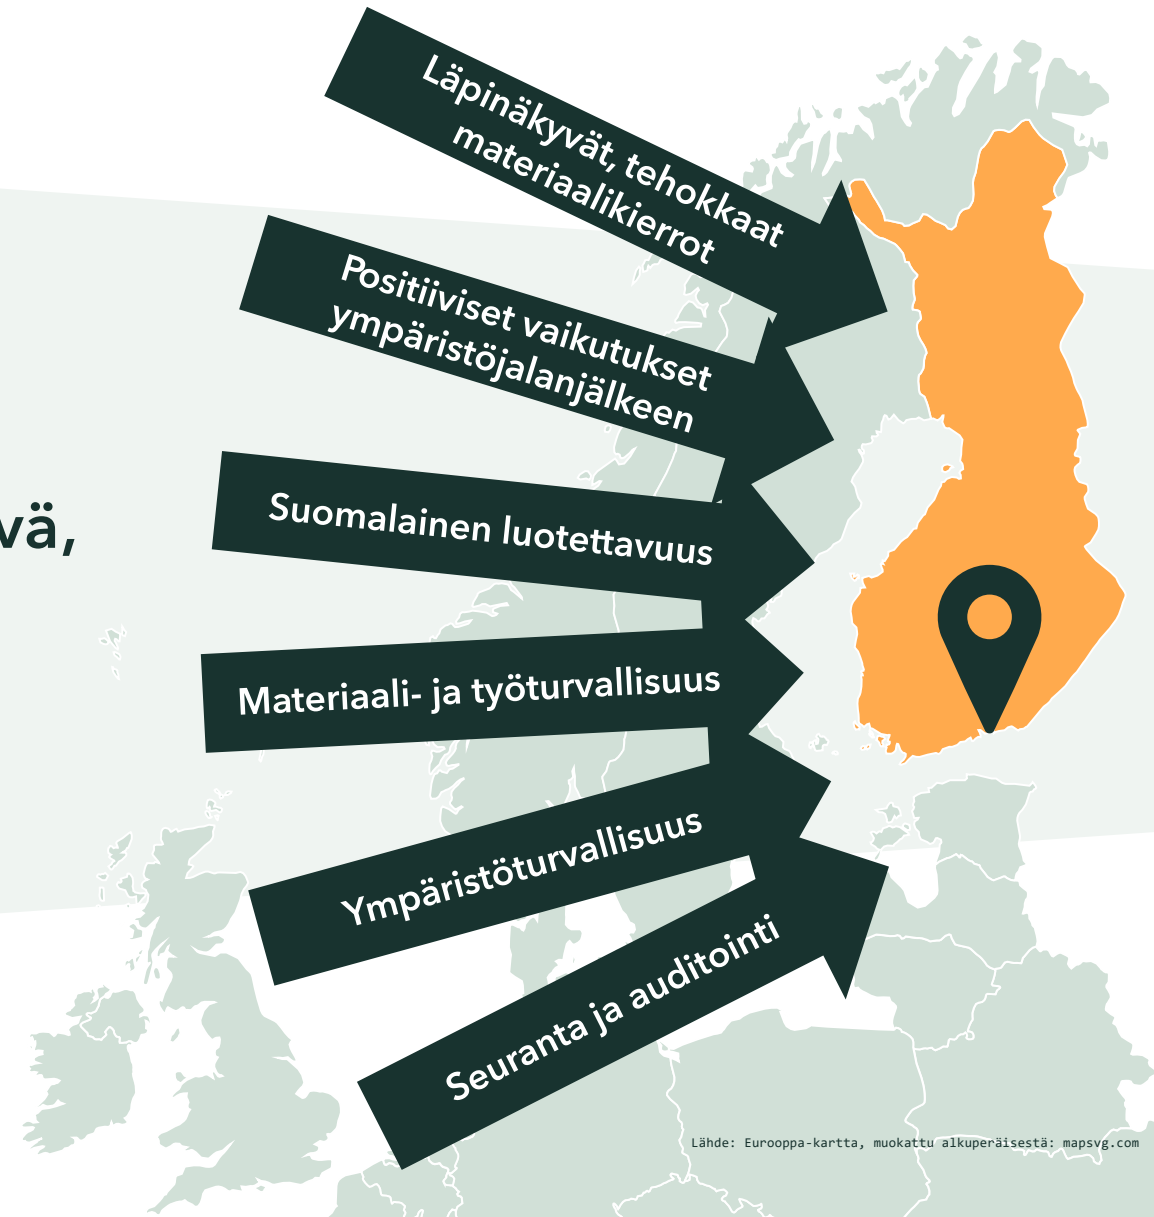 Läpinäkyvät, tehokkaat
materiaalikierrot
Positiiviset vaikutukset
ympäristöjalanjälkeen
vä,
Suomalainen luotettavuus
Materiaali- ja työturvallisuus
Ympäristöturvallisuus
Seuranta ja auditointi
Lähde: Eurooppa-kartta, muokattu alkuperäisestä: mapsvg.com